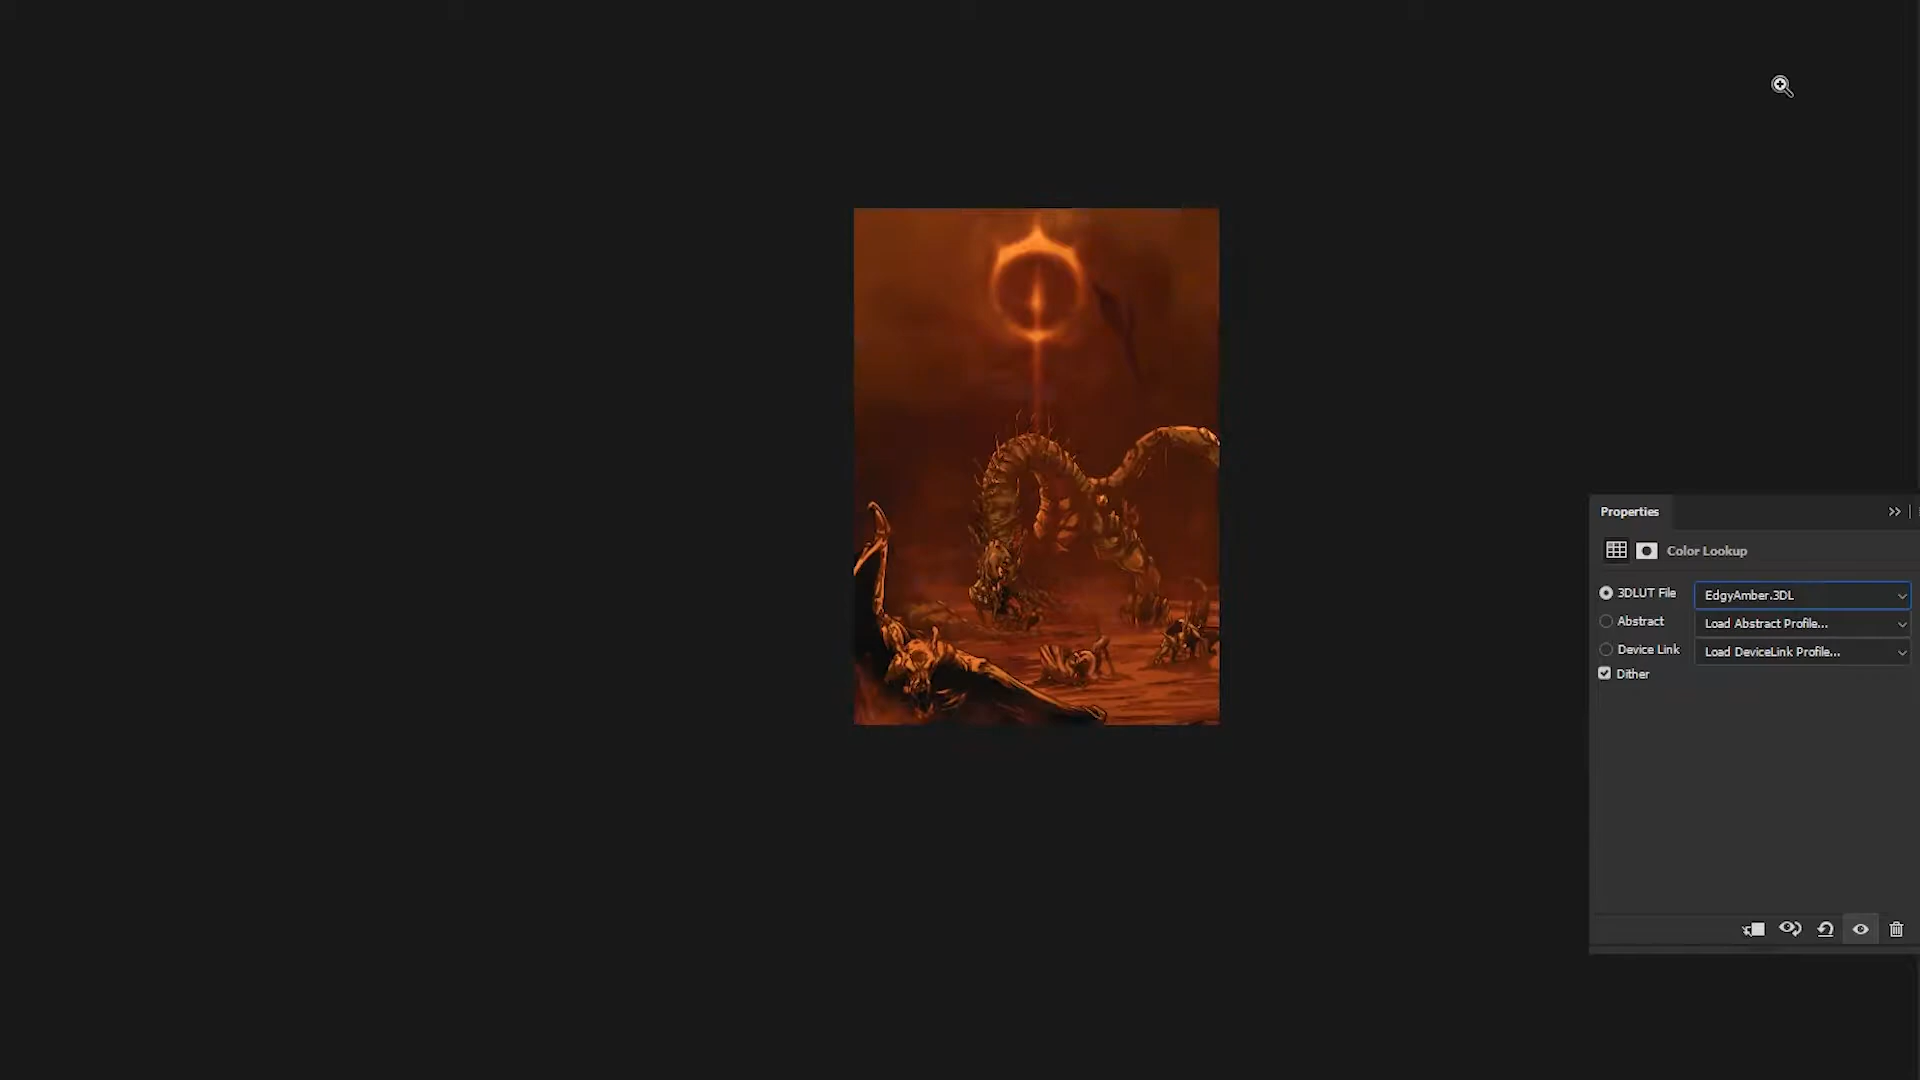 Properties
Color Lookup
3DLUT File EdgyAmber.3DL
Abstract Load Abstract Profile...
Device Link Load DeviceLink Profile...
Dither